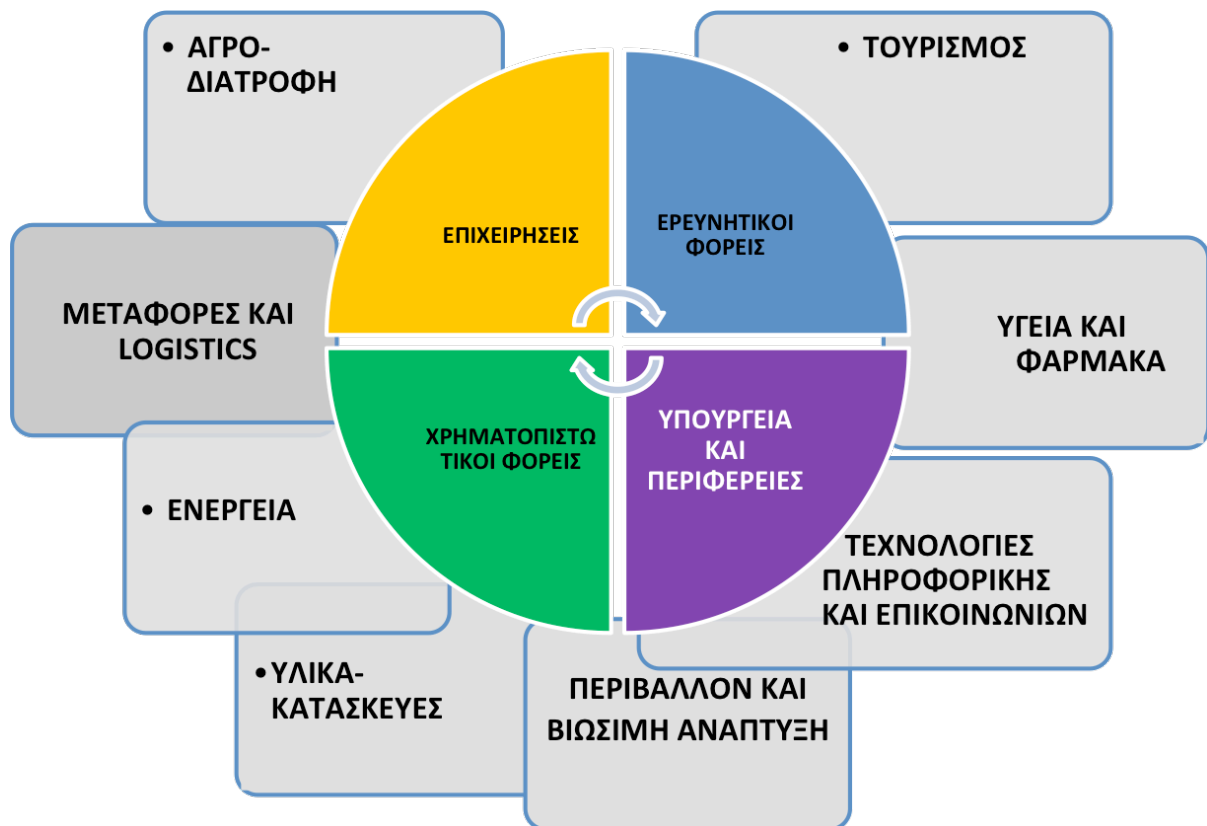 • ΑΓΡΟ-
ΔΙΑΤΡΟΦΗ
• ΤΟΥΡΙΣΜΟΣ
ΕΠΙΧΕΙΡΗΣΕΙΣ
ΕΡΕΥΝΗΤΙΚΟΙ
ΦΟΡΕΙΣ
ΜΕΤΑΦΟΡΕΣ ΚΑΙ
LOGISTICS
ΥΓΕΙΑ ΚΑΙ
ΦΑΡΜΑΚΑ
ΧΡΗΜΑΤΟΠΙΣΤΩ
ΤΙΚΟΙ ΦΟΡΕΙΣ
ΥΠΟΥΡΓΕΙΑ
ΚΑΙ
ΠΕΡΙΦΕΡΕΙΕΣ
• ΕΝΕΡΓΕΙΑ
ΤΕΧΝΟΛΟΓΙΕΣ
ΠΛΗΡΟΦΟΡΙΚΗΣ
ΚΑΙ ΕΠΙΚΟΙΝΩΝΙΩΝ
•ΥΛΙΚΑ-
ΚΑΤΑΣΚΕΥΕΣ
ΠΕΡΙΒΑΛΛΟΝ ΚΑΙ
ΒΙΩΣΙΜΗ ΑΝΑΠΤΥΞΗ